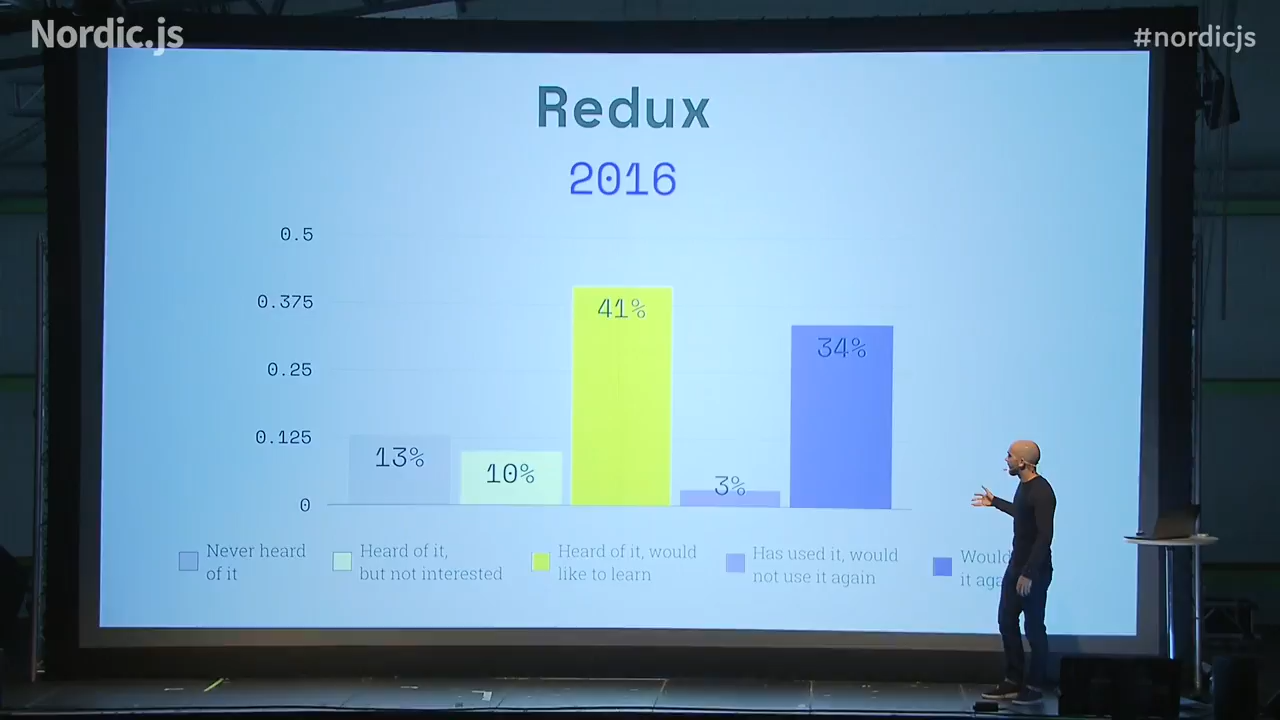 Nordic.js
#nordicjs
Redux
2016
0.5
0.375
0.25
0.125
0
13%
10%
41%
3%
34%
Never heard
of it
Heard of it,
but not interested
Heard of it, would
like to learn
Has used it, would
not use it again
Would
it